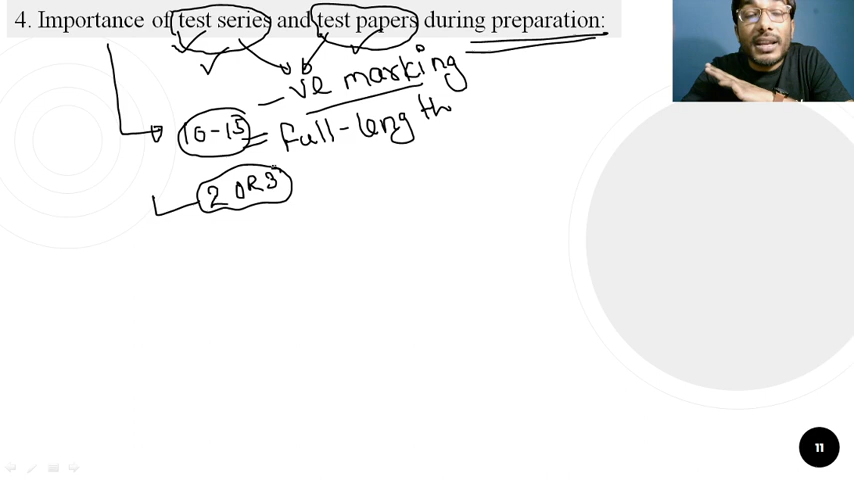 4. Importance of test series and test papers during preparation:
-ve marking
10-15 = full-length
2 OR 3
11